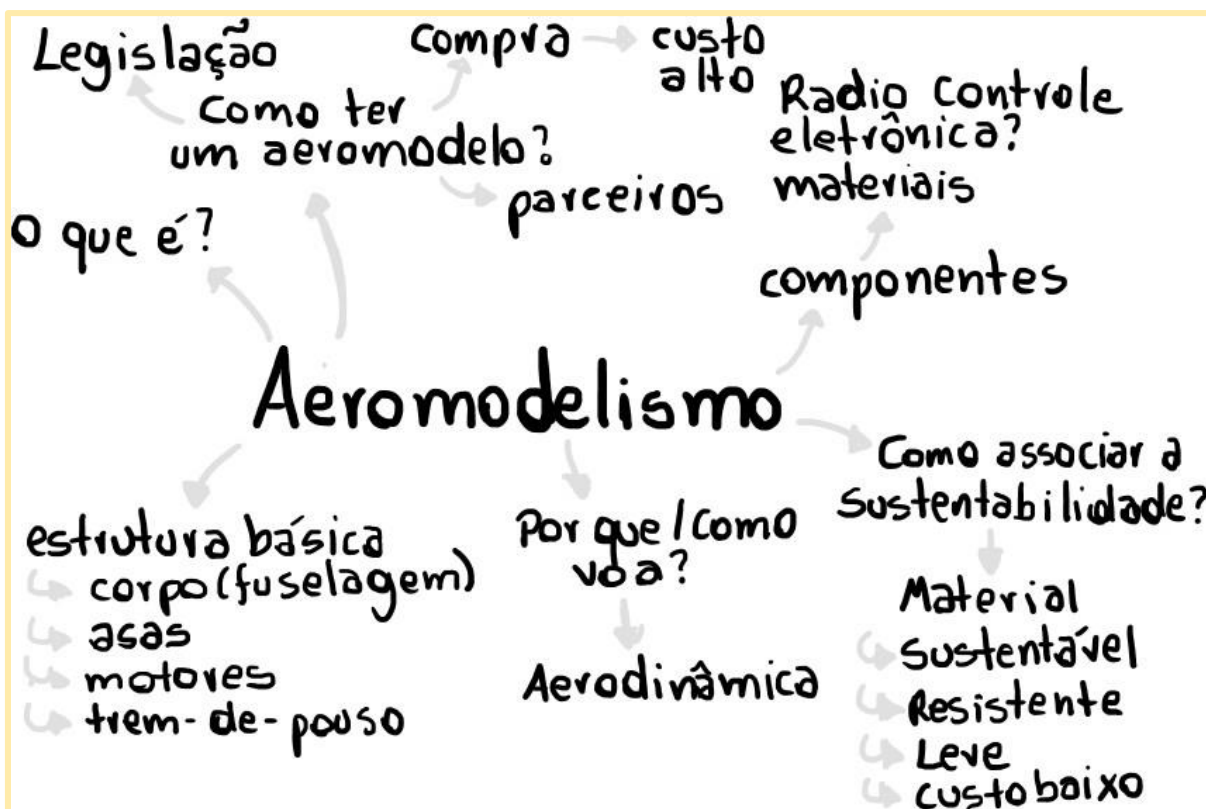 Legislação
Como ter
um aeromodelo?
compra
custo
alto
parceiros
O que é?
Radio Controle
eletrônica?
materiais
componentes
Aeromodelismo
estrutura básica
corpo (fuselagem)
asas
motores
trem-de-pouso
Por que / Como
voa?
Aerodinâmica
Como associar a
Sustentabilidade?
Material
Sustentável
Resistente
Leve
custo baixo